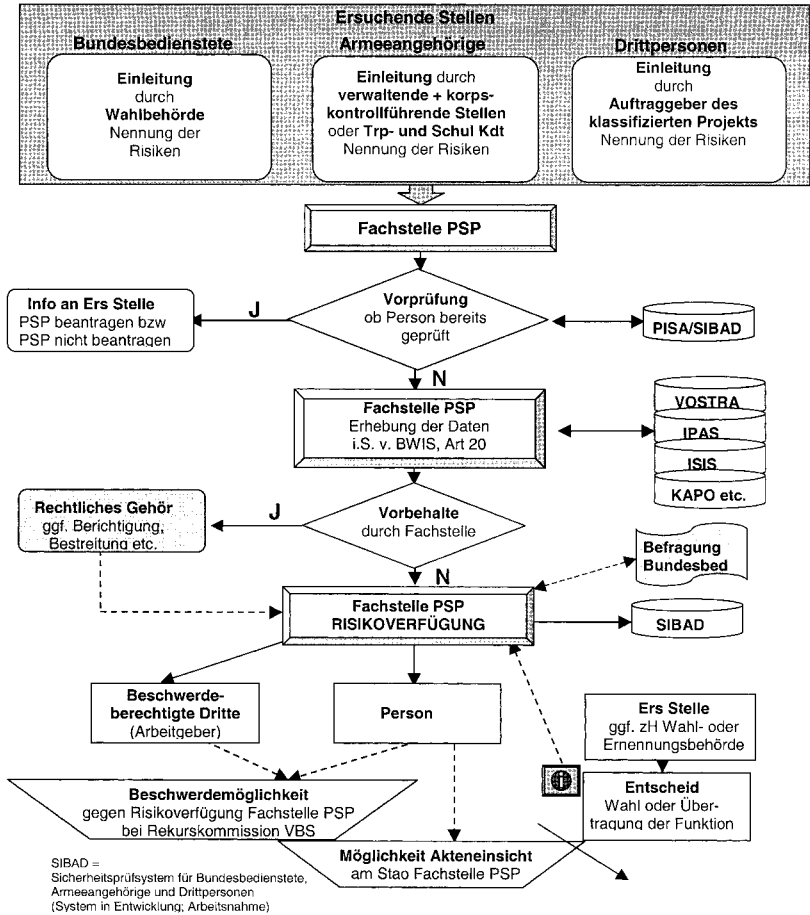 Ersuchende Stellen
Bundesbedienstete
Armeeangehörige
Drittpersonen
Einleitung
durch
Wahlbehörde
Nennung der
Risiken
Einleitung durch
verwaltende + korps-
kontrollführende Stellen
oder Trp- und Schul Kdt
Nennung der Risiken
Einleitung
durch
Auftraggeber des
klassifizierten Projekts
Nennung der Risiken
Fachstelle PSP
Vorprüfung
ob Person bereits
geprüft
J
Info an Ers Stelle
PSP beantragen bzw
PSP nicht beantragen
PISA/SIBAD
N
Fachstelle PSP
Erhebung der Daten
i.S. v. BWIS, Art 20
VOSTRA
IPAS
ISIS
KAPO etc.
Vorbehalte
durch Fachstelle
J
Rechtliches Gehör
ggf. Berichtigung,
Bestreitung etc.
N
Befragung
Bundesbed
Fachstelle PSP
RISIKOVERFÜGUNG
SIBAD
Beschwerde-
berechtigte Dritte
(Arbeitgeber)
Person
Ers Stelle
ggf. zH Wahl- oder
Ernennungsbehörde
Entscheid
Wahl oder Über-
tragung der Funktion
Beschwerdemöglichkeit
gegen Risikoverfügung Fachstelle PSP
bei Rekurskommission VBS
Möglichkeit Akteneinsicht
am Stao Fachstelle PSP
SIBAD =
Sicherheitsprüfsystem für Bundesbedienstete,
Armeeangehörige und Drittpersonen
(System in Entwicklung; Arbeitsname)